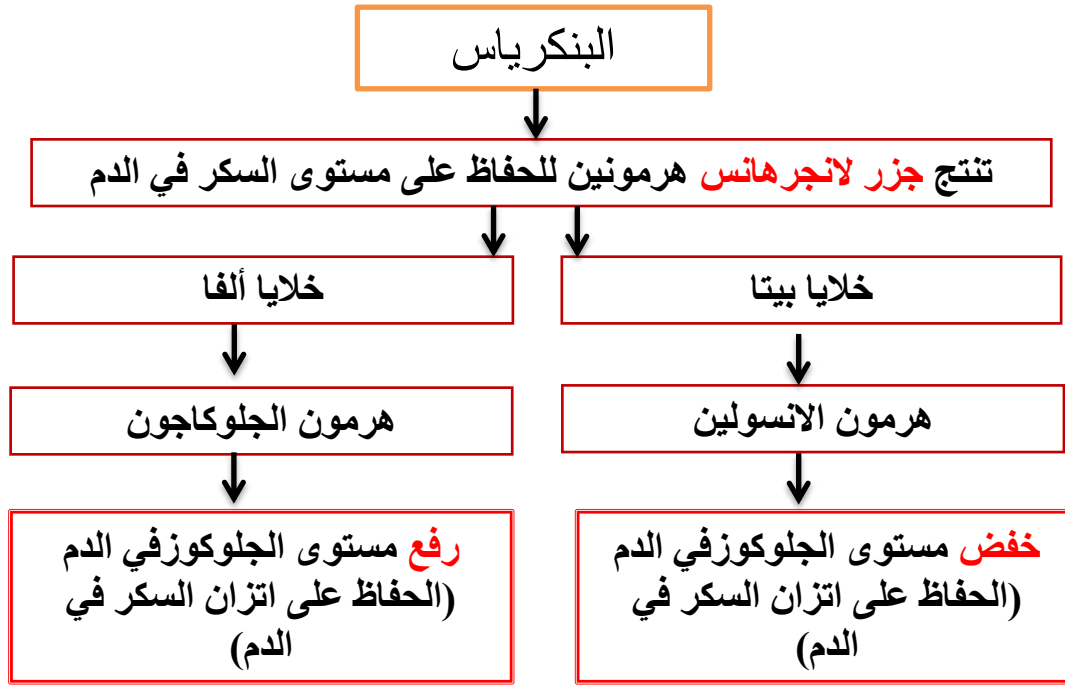 البنكرياس
تنتج جزر لانجرهانس هرمونين للحفاظ على مستوى السكر في الدم
خلايا بيتا
خلايا ألفا
هرمون الانسولين
هرمون الجلوكاجون
خفض مستوى الجلوكوزفي الدم
(الحفاظ على اتزان السكر في
الدم)
رفع مستوى الجلوكوزفي الدم
(الحفاظ على اتزان السكر في
الدم)